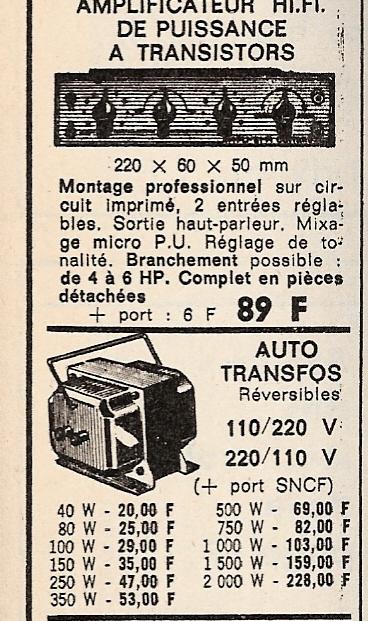 AMPLIFICATEUR HI.FI.
DE PUISSANCE
A TRANSISTORS
220 × 60 × 50 mm
Montage professionnel sur cir-
cuit imprimé, 2 entrées régla-
bles. Sortie haut-parleur. Mixa-
ge micro P.U. Réglage de to-
nalité. Branchement possible :
de 4 à 6 HP. Complet en pièces
détachées
+ port : 6 F 89 F
AUTO
TRANSFOS
Réversibles
110/220 V
220/110 V
(+ port SNCF)
40 W - 20,00 F
80 W - 25,00 F
100 W - 29,00 F
150 W - 35,00 F
250 W - 47,00 F
350 W - 53,00 F
500 W - 69,00 F
750 W - 82,00 F
1 000 W - 103,00 F
1 500 W - 159,00 F
2 000 W - 228,00 F